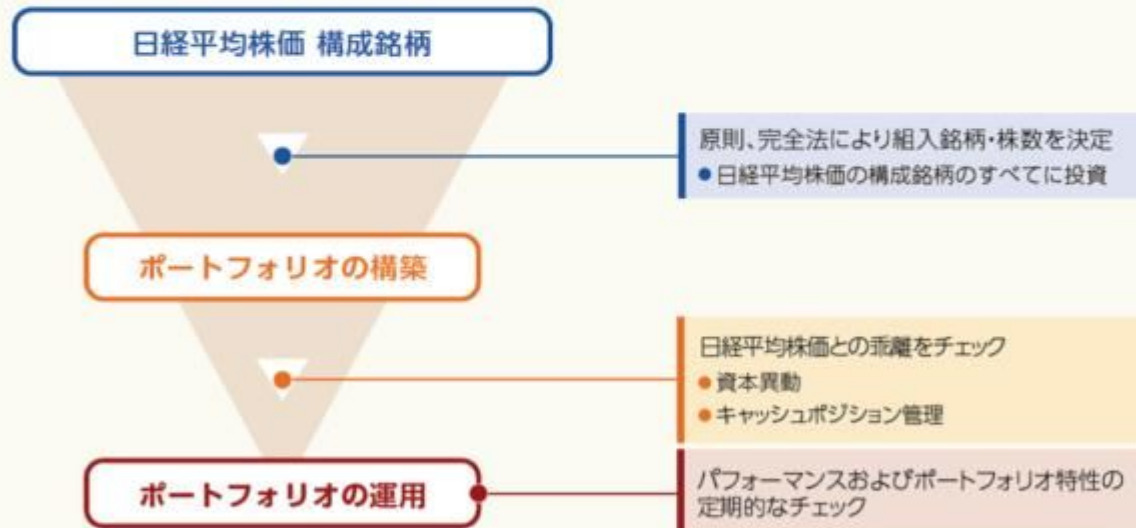 日経平均株価 構成銘柄
原則、完全法により組入銘柄・株数を決定
●日経平均株価の構成銘柄のすべてに投資
ポートフォリオの構築
日経平均株価との乖離をチェック
●資本異動
●キャッシュポジション管理
ポートフォリオの運用
パフォーマンスおよびポートフォリオ特性の
定期的なチェック